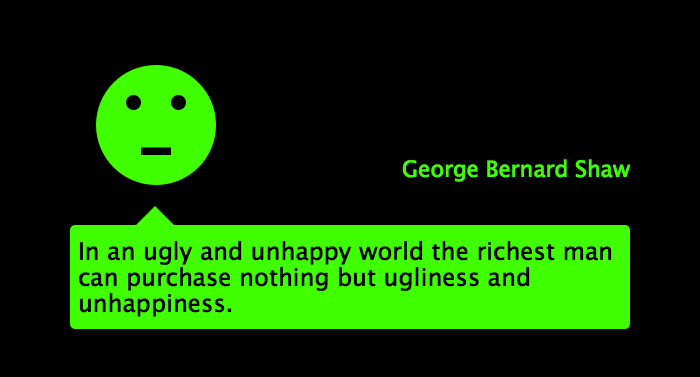 George Bernard Shaw
In an ugly and unhappy world the richest man
can purchase nothing but ugliness and
unhappiness.